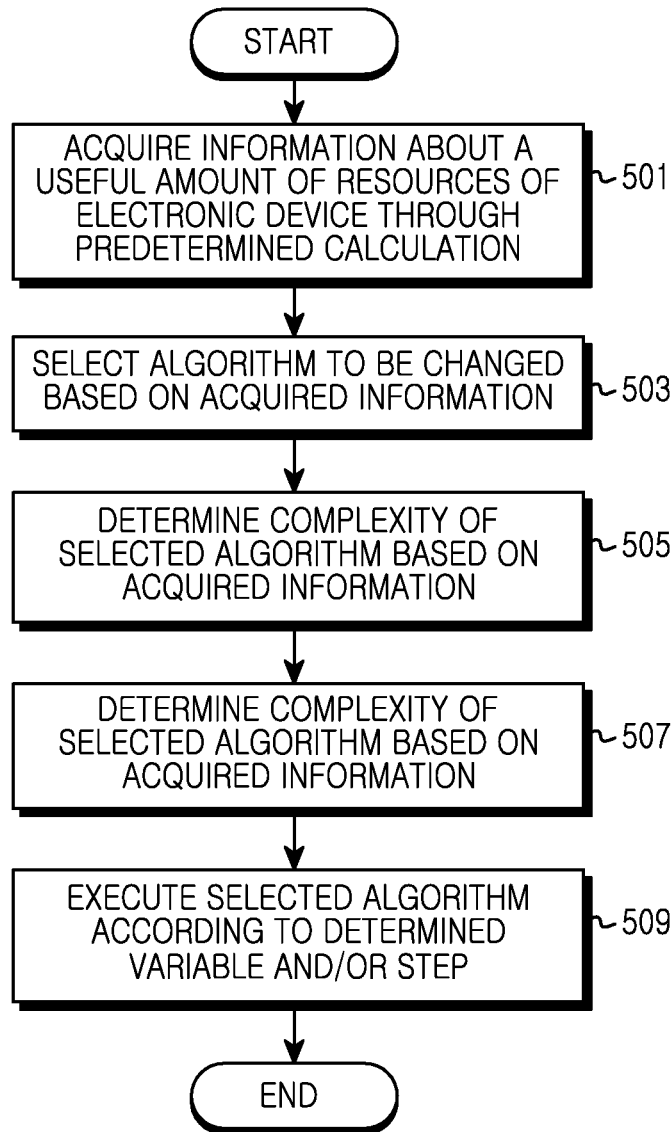 START
ACQUIRE INFORMATION ABOUT A
USEFUL AMOUNT OF RESOURCES OF
ELECTRONIC DEVICE THROUGH
PREDETERMINED CALCULATION
501
SELECT ALGORITHM TO BE CHANGED
BASED ON ACQUIRED INFORMATION
503
DETERMINE COMPLEXITY OF
SELECTED ALGORITHM BASED ON
ACQUIRED INFORMATION
505
DETERMINE COMPLEXITY OF
SELECTED ALGORITHM BASED ON
ACQUIRED INFORMATION
507
EXECUTE SELECTED ALGORITHM
ACCORDING TO DETERMINED
VARIABLE AND/OR STEP
509
END